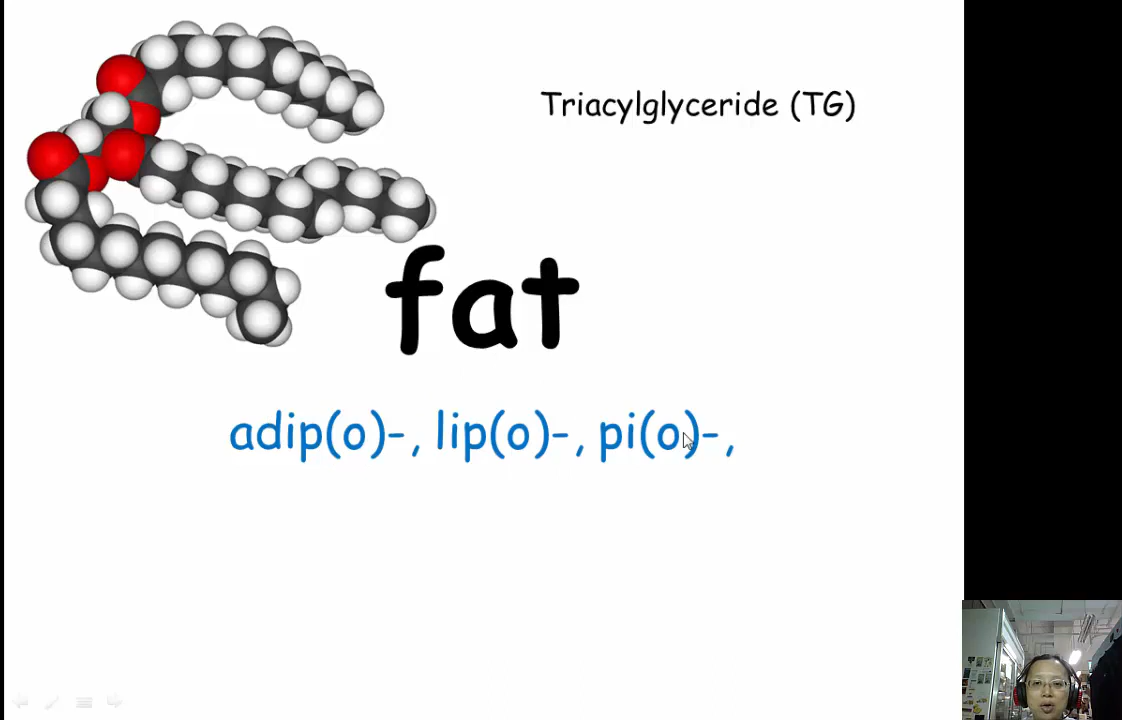 Triacylglyceride (TG)
fat
adip(o)-, lip(o)-, pi(o)-,